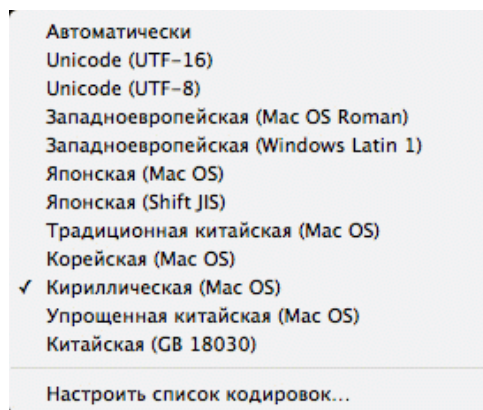 Автоматически
Unicode (UTF-16)
Unicode (UTF-8)
Западноевропейская (Mac OS Roman)
Западноевропейская (Windows Latin 1)
Японская (Mac OS)
Японская (Shift JIS)
Традиционная китайская (Mac OS)
Корейская (Mac OS)
✓ Кириллическая (Mac OS)
Упрощенная китайская (Mac OS)
Китайская (GB 18030)
Настроить список кодировок...